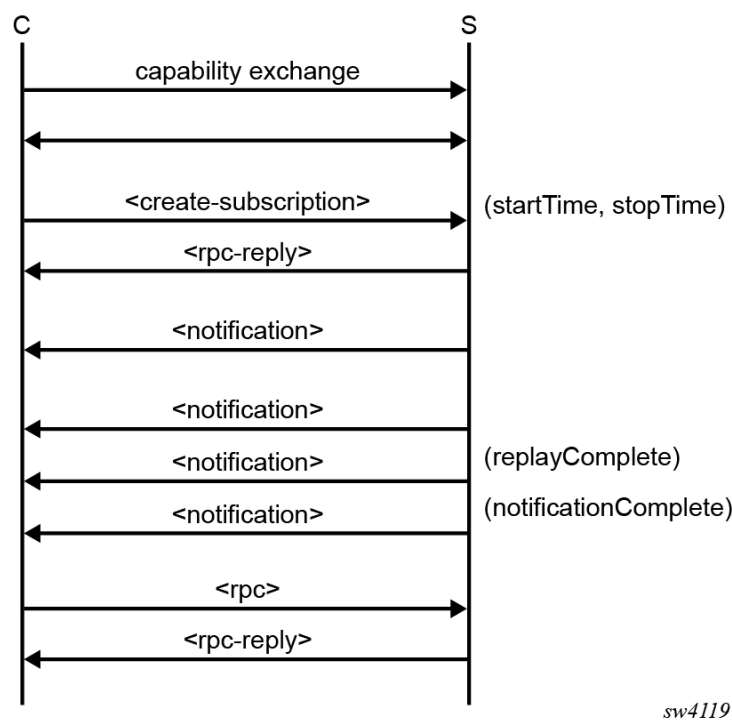 C S
capability exchange
<create-subscription> (startTime, stopTime)
<rpc-reply>
<notification>
<notification>
<notification> (replayComplete)
<notification> (notificationComplete)
<rpc>
<rpc-reply>
sw4119